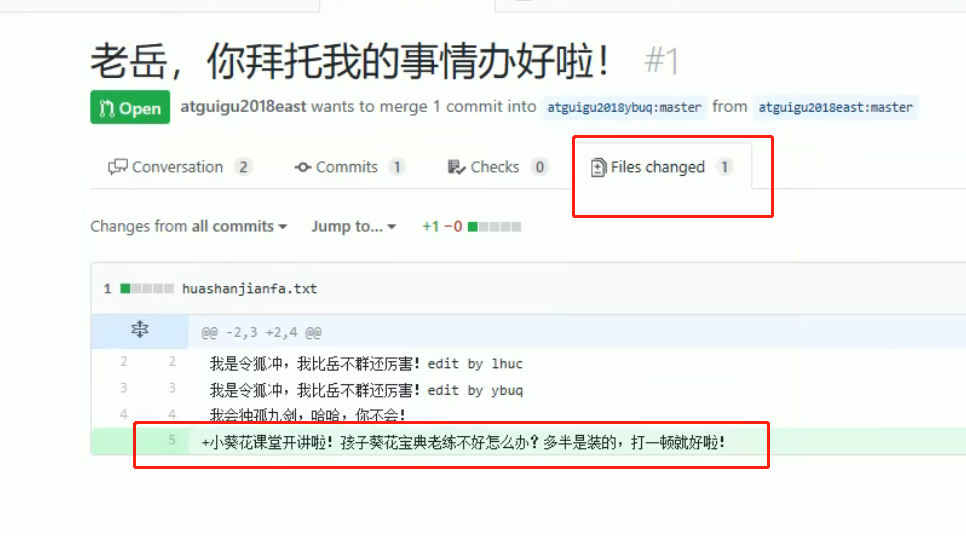 老岳，你拜托我的事情办好啦！ #1
Open atguigu2018east wants to merge 1 commit into atguigu2018ybuq:master from atguigu2018east:master
Conversation 2 Commits 1 Checks 0 Files changed 1
Changes from all commits Jump to... +1 −0
1 huashanjianfa.txt
@@ -2,3 +2,4 @@
2 2 我是令狐冲，我比岳不群还厉害！edit by lhuc
3 3 我是令狐冲，我比岳不群还厉害！edit by ybuq
4 4 我会独孤九剑，哈哈，你不会！
5 +小葵花课堂开讲啦！孩子葵花宝典老练不好怎么办？多半是装的，打一顿就好啦！